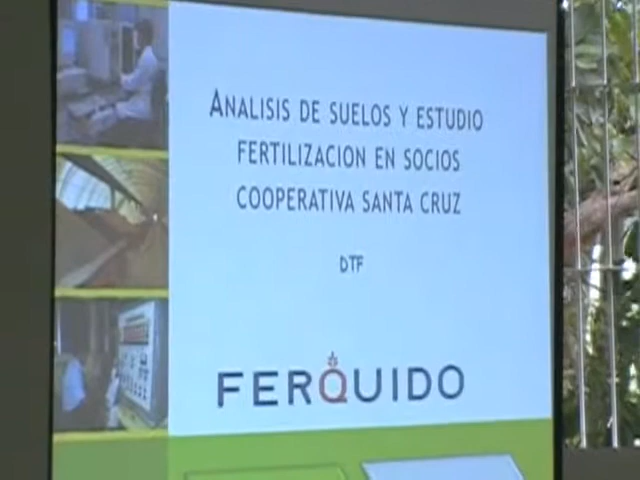 ANALISIS DE SUELOS Y ESTUDIO
FERTILIZACION EN SOCIOS
COOPERATIVA SANTA CRUZ
DTF
FERQUIDO